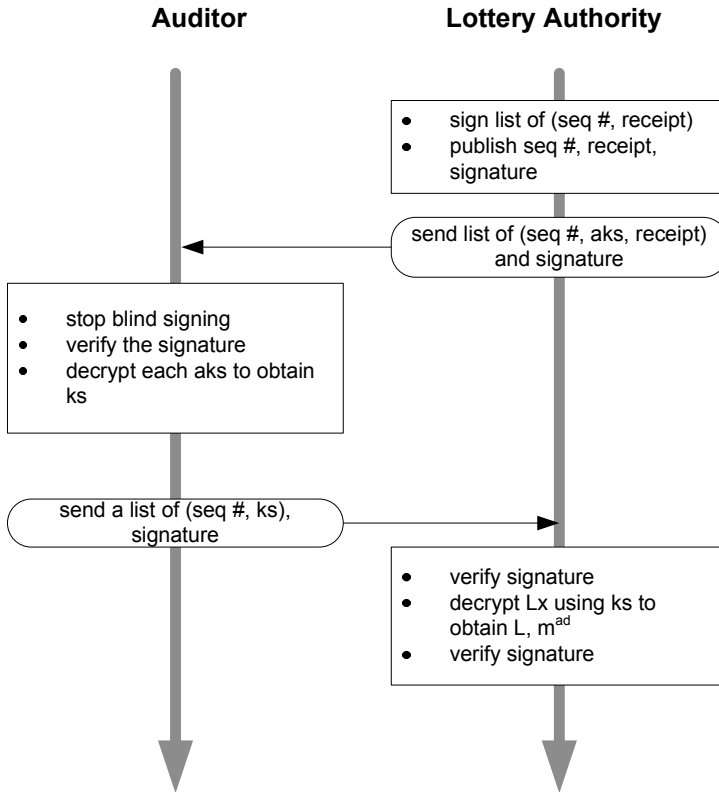 Auditor
Lottery Authority
• sign list of (seq #, receipt)
• publish seq #, receipt,
signature
send list of (seq #, aks, receipt)
and signature
• stop blind signing
• verify the signature
• decrypt each aks to obtain
ks
send a list of (seq #, ks),
signature
• verify signature
• decrypt Lx using ks to
obtain L, m^ad
• verify signature